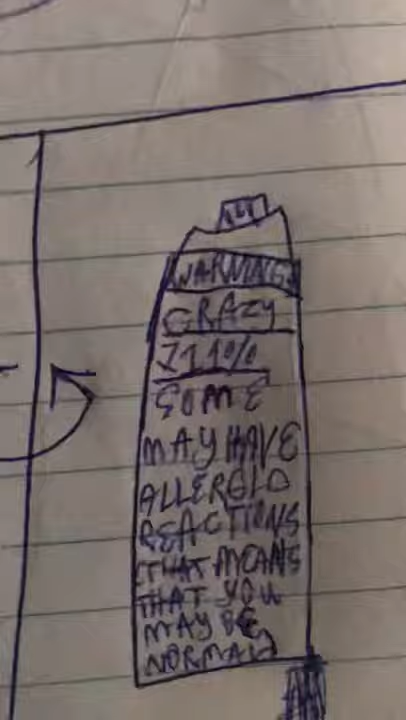 WARNING
CRAZY
111%
SOME
MAY HAVE
ALLERGIC
REACTIONS
(THAT MEANS
THAT YOU
MAY BE
NORMAL)